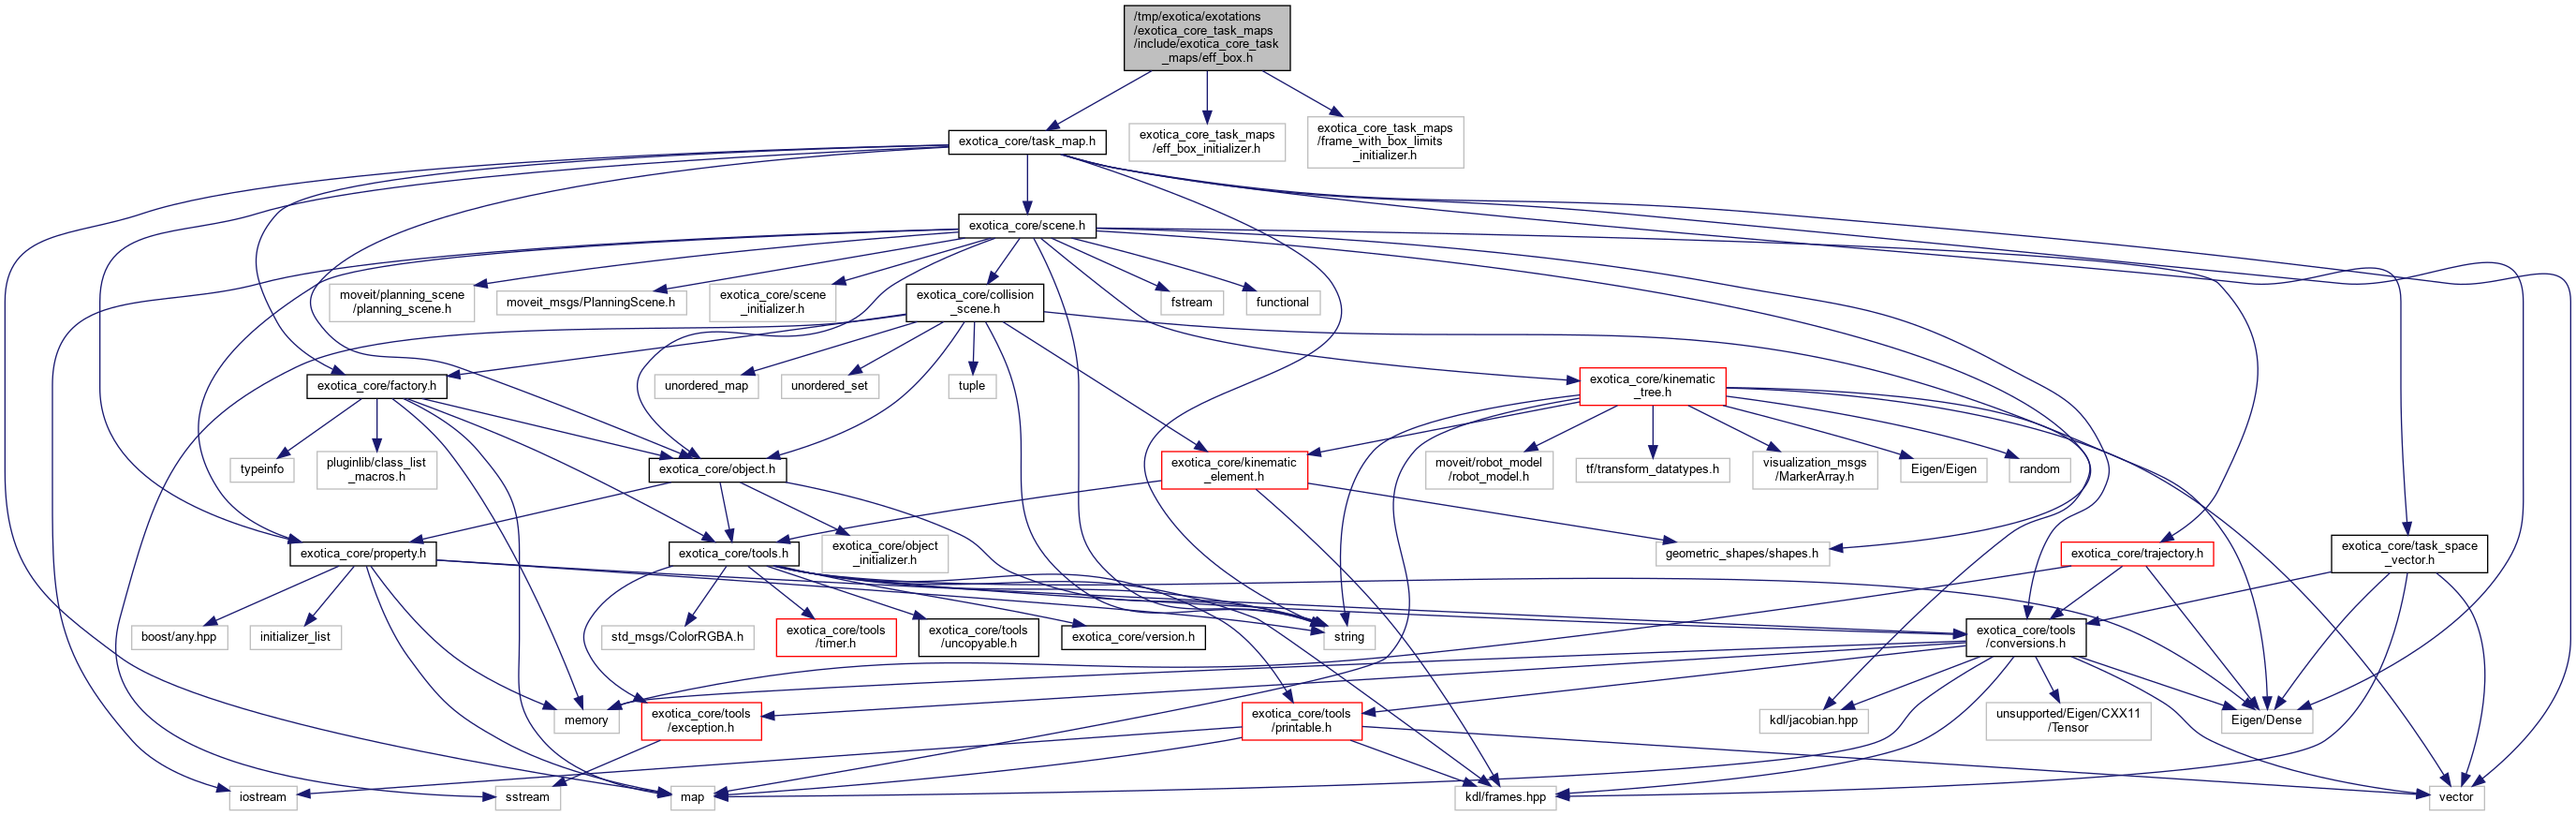 /tmp/exotica/exotations
/exotica_core_task_maps
/include/exotica_core_task
_maps/eff_box.h
exotica_core/task_map.h
exotica_core_task_maps
/eff_box_initializer.h
exotica_core_task_maps
/frame_with_box_limits
_initializer.h
exotica_core/scene.h
moveit/planning_scene
/planning_scene.h
moveit_msgs/PlanningScene.h
exotica_core/scene
_initializer.h
exotica_core/collision
_scene.h
fstream
functional
exotica_core/factory.h
unordered_map
unordered_set
tuple
exotica_core/kinematic
_tree.h
typeinfo
pluginlib/class_list
_macros.h
exotica_core/object.h
exotica_core/kinematic
_element.h
moveit/robot_model
/robot_model.h
tf/transform_datatypes.h
visualization_msgs
/MarkerArray.h
Eigen/Eigen
random
exotica_core/property.h
exotica_core/tools.h
exotica_core/object
_initializer.h
geometric_shapes/shapes.h
exotica_core/trajectory.h
exotica_core/task_space
_vector.h
boost/any.hpp
initializer_list
std_msgs/ColorRGBA.h
exotica_core/tools
/timer.h
exotica_core/tools
/uncopyable.h
exotica_core/version.h
string
exotica_core/tools
/conversions.h
memory
exotica_core/tools
/exception.h
exotica_core/tools
/printable.h
kdl/jacobian.hpp
unsupported/Eigen/CXX11
/Tensor
Eigen/Dense
iostream
sstream
map
kdl/frames.hpp
vector